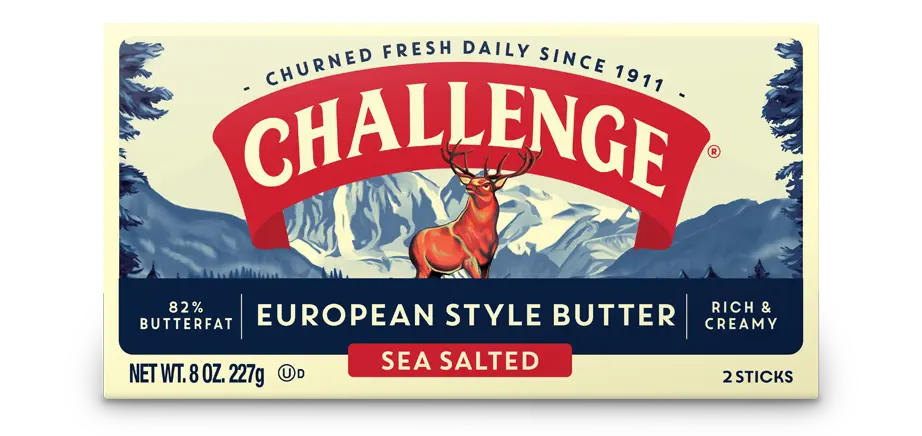 - CHURNED FRESH DAILY SINCE 1911 -
CHALLENGE ®
82%
BUTTERFAT
EUROPEAN STYLE BUTTER
RICH &
CREAMY
SEA SALTED
NET WT. 8 OZ. 227g Ⓤ D
2 STICKS